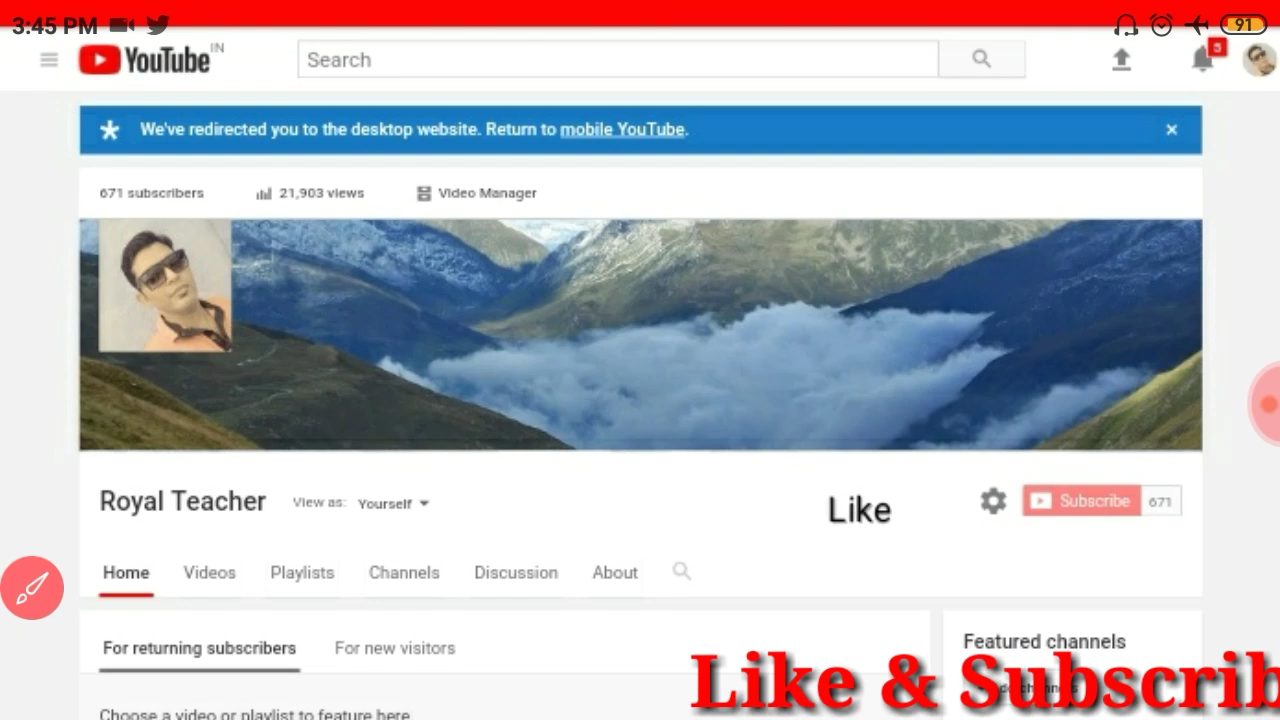 3:45 PM 91
YouTube IN Search 5
We've redirected you to the desktop website. Return to mobile YouTube.
671 subscribers 21,903 views Video Manager
Royal Teacher View as: Yourself Like Subscribe 671
Home Videos Playlists Channels Discussion About
For returning subscribers For new visitors Featured channels
Like & Subscrib
Choose a video or playlist to feature here